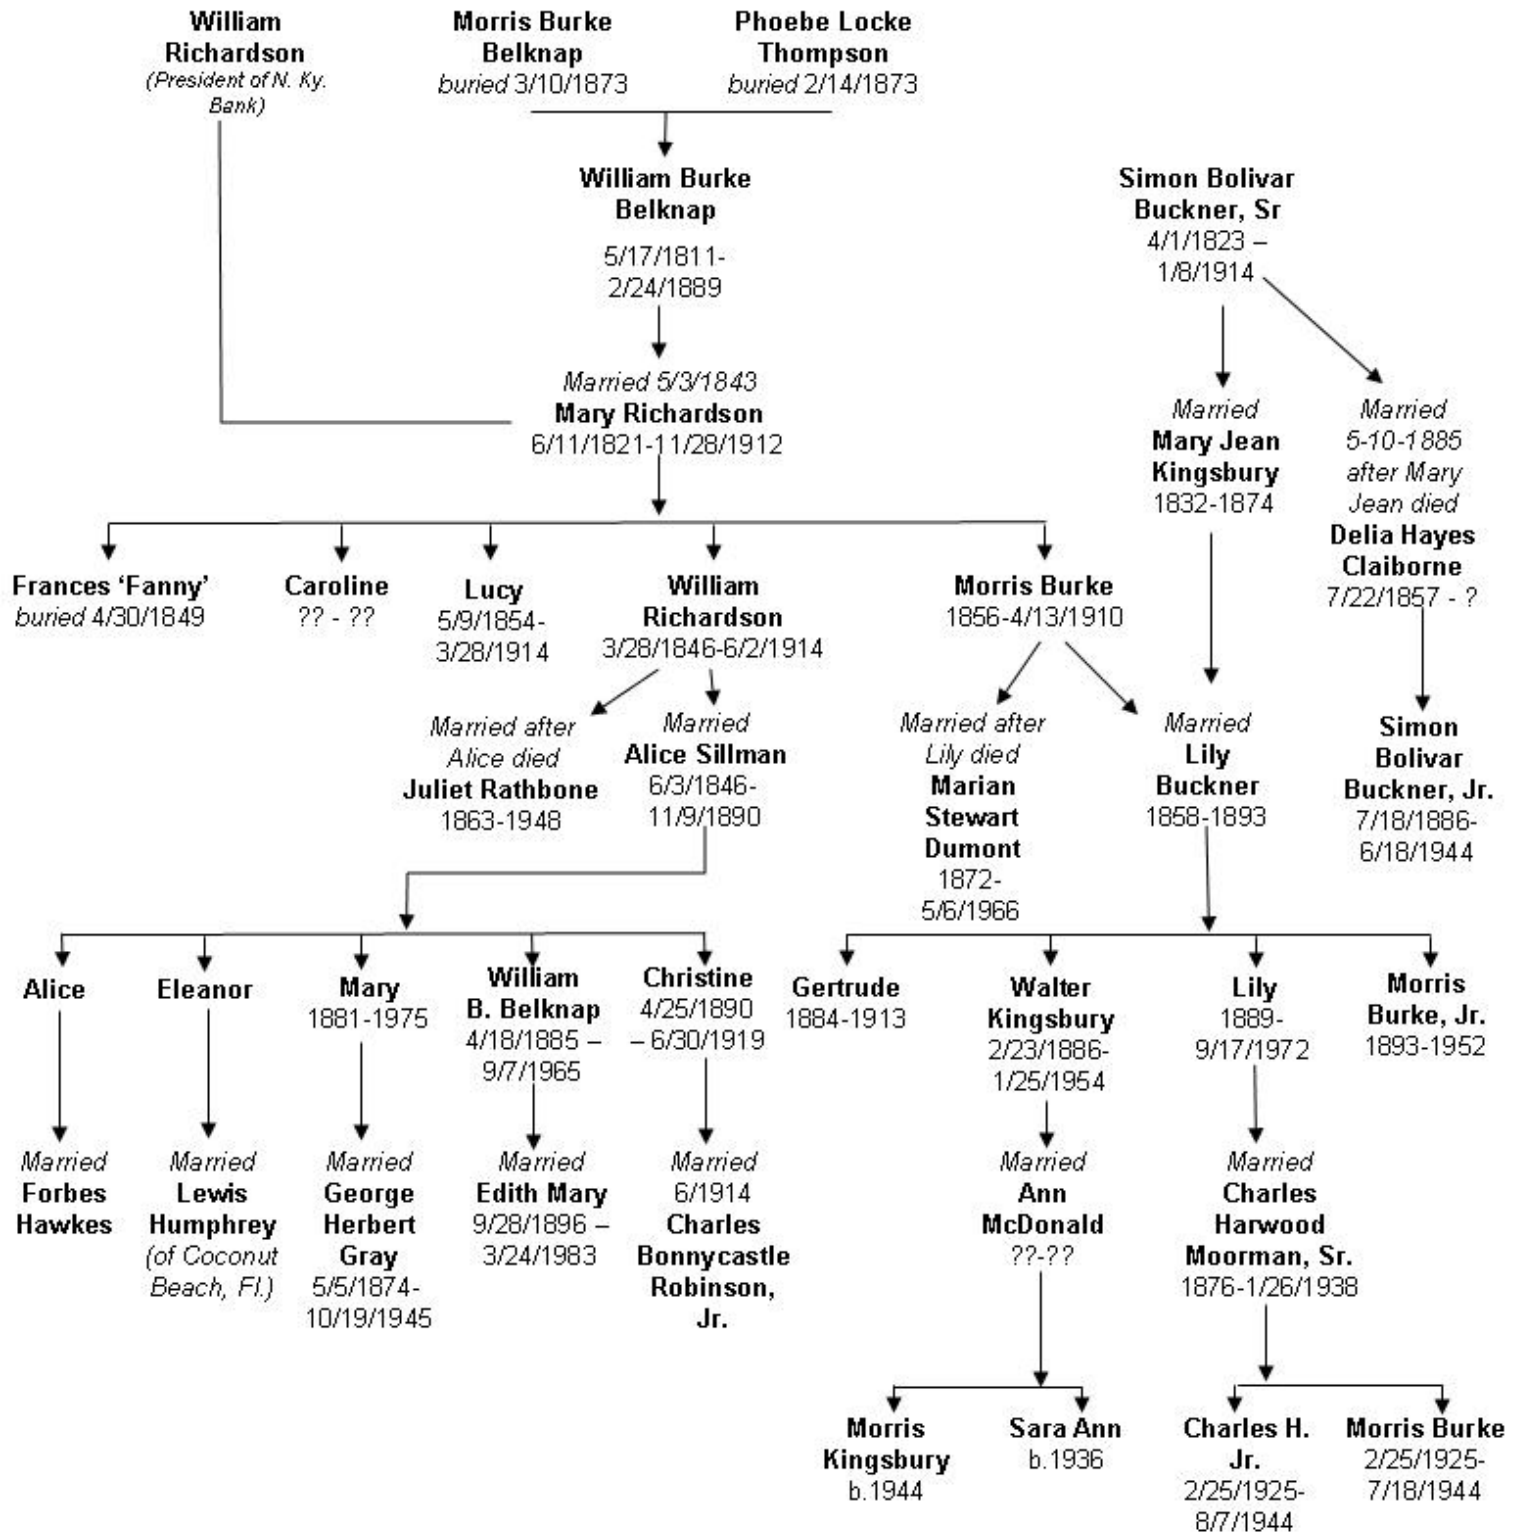 William
Richardson
(President of N. Ky.
Bank)
Morris Burke
Belknap
buried 3/10/1873
Phoebe Locke
Thompson
buried 2/14/1873
William Burke
Belknap
5/17/1811-
2/24/1889
Simon Bolivar
Buckner, Sr
4/1/1823 –
1/8/1914
Married 5/3/1843
Mary Richardson
6/11/1821-11/28/1912
Married
Mary Jean
Kingsbury
1832-1874
Married
5-10-1885
after Mary
Jean died
Delia Hayes
Claiborne
7/22/1857 - ?
Frances ‘Fanny’
buried 4/30/1849
Caroline
?? - ??
Lucy
5/9/1854-
3/28/1914
William
Richardson
3/28/1846-6/2/1914
Morris Burke
1856-4/13/1910
Married after
Alice died
Juliet Rathbone
1863-1948
Married
Alice Sillman
6/3/1846-
11/9/1890
Married after
Lily died
Marian
Stewart
Dumont
1872-
5/6/1966
Married
Lily
Buckner
1858-1893
Simon
Bolivar
Buckner, Jr.
7/18/1886-
6/18/1944
Alice
Eleanor
Mary
1881-1975
William
B. Belknap
4/18/1885 –
9/7/1965
Christine
4/25/1890
– 6/30/1919
Gertrude
1884-1913
Walter
Kingsbury
2/23/1886-
1/25/1954
Lily
1889-
9/17/1972
Morris
Burke, Jr.
1893-1952
Married
Forbes
Hawkes
Married
Lewis
Humphrey
(of Coconut
Beach, Fl.)
Married
George
Herbert
Gray
5/5/1874-
10/19/1945
Married
Edith Mary
9/28/1896 –
3/24/1983
Married
6/1914
Charles
Bonnycastle
Robinson,
Jr.
Married
Ann
McDonald
??-??
Married
Charles
Harwood
Moorman, Sr.
1876-1/26/1938
Morris
Kingsbury
b.1944
Sara Ann
b.1936
Charles H.
Jr.
2/25/1925-
8/7/1944
Morris Burke
2/25/1925-
7/18/1944